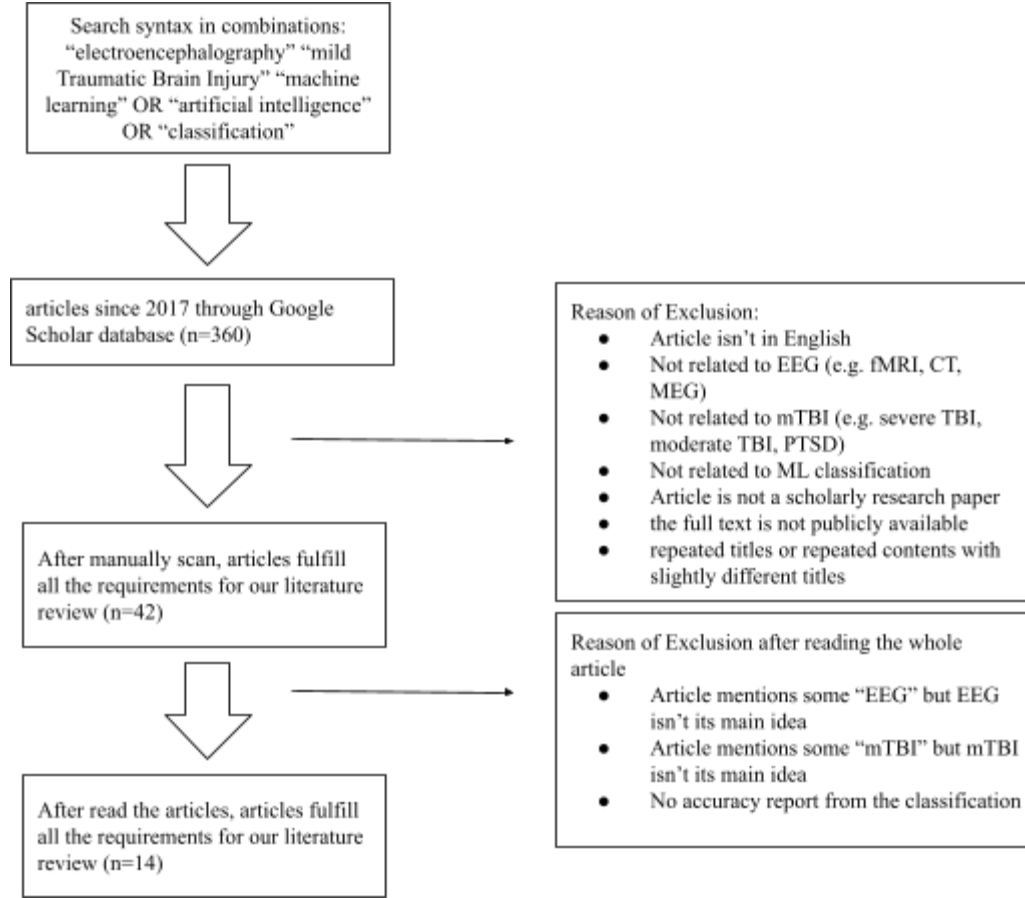 Search syntax in combinations:
“electroencephalography” “mild
Traumatic Brain Injury” “machine
learning” OR “artificial intelligence”
OR “classification”
articles since 2017 through Google
Scholar database (n=360)
Reason of Exclusion:
● Article isn’t in English
● Not related to EEG (e.g. fMRI, CT,
MEG)
● Not related to mTBI (e.g. severe TBI,
moderate TBI, PTSD)
● Not related to ML classification
● Article is not a scholarly research paper
● the full text is not publicly available
● repeated titles or repeated contents with
slightly different titles
After manually scan, articles fulfill
all the requirements for our literature
review (n=42)
Reason of Exclusion after reading the whole
article
● Article mentions some “EEG” but EEG
isn’t its main idea
● Article mentions some “mTBI” but mTBI
isn’t its main idea
● No accuracy report from the classification
After read the articles, articles fulfill
all the requirements for our literature
review (n=14)